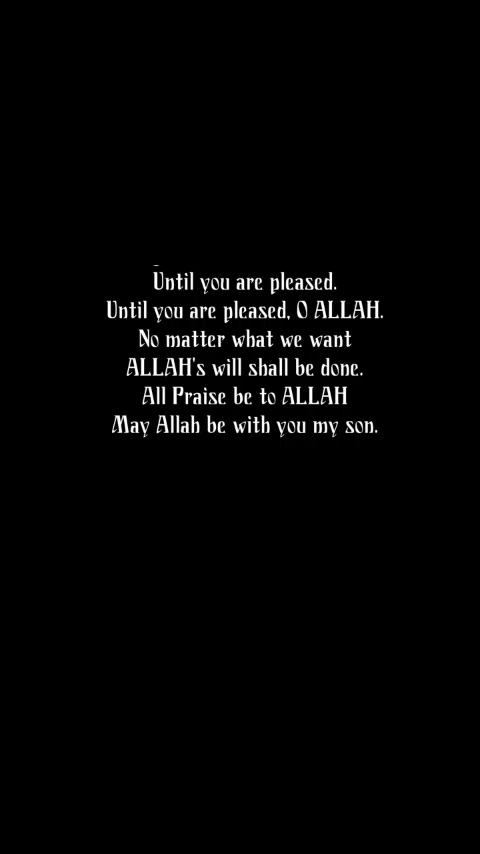 Until you are pleased.
Until you are pleased, O ALLAH.
No matter what we want
ALLAH's will shall be done.
All Praise be to ALLAH
May Allah be with you my son.